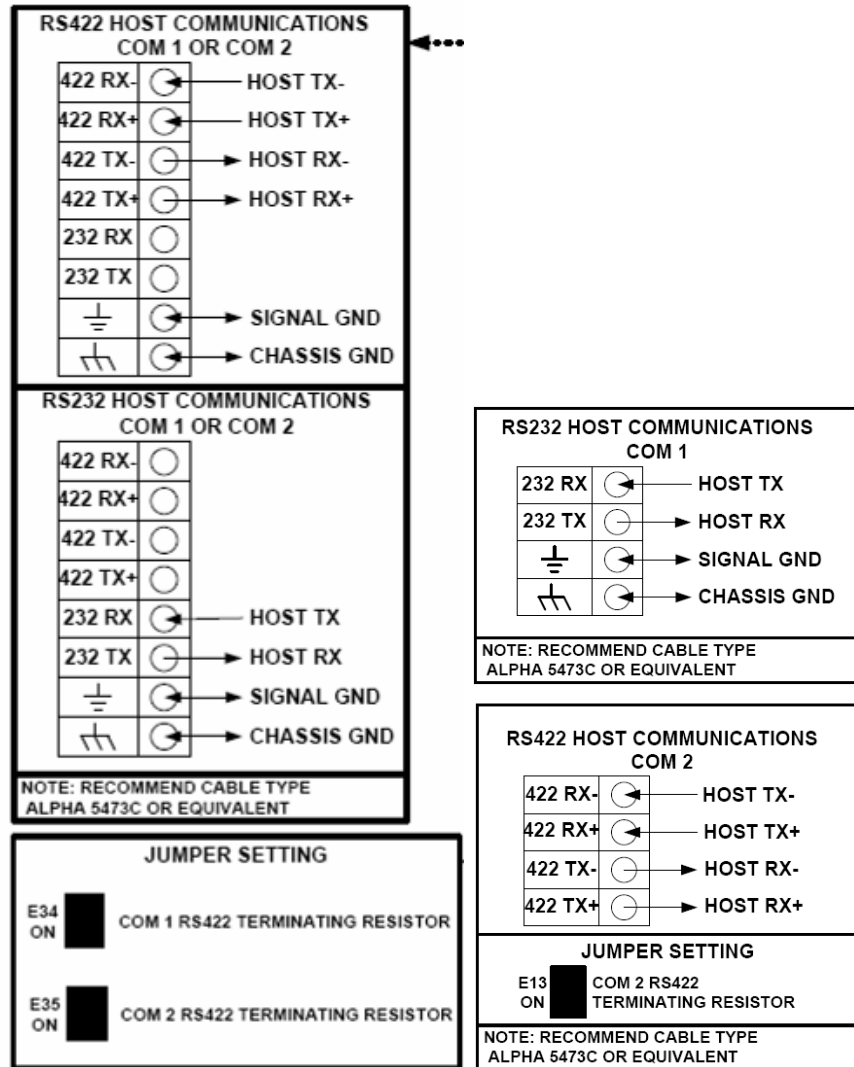 RS422 HOST COMMUNICATIONS
COM 1 OR COM 2
422 RX- HOST TX-
422 RX+ HOST TX+
422 TX- HOST RX-
422 TX+ HOST RX+
232 RX
232 TX
SIGNAL GND
CHASSIS GND
RS232 HOST COMMUNICATIONS
COM 1 OR COM 2
422 RX-
422 RX+
422 TX-
422 TX+
232 RX HOST TX
232 TX HOST RX
SIGNAL GND
CHASSIS GND
NOTE: RECOMMEND CABLE TYPE
ALPHA 5473C OR EQUIVALENT
JUMPER SETTING
E34
ON
COM 1 RS422 TERMINATING RESISTOR
E35
ON
COM 2 RS422 TERMINATING RESISTOR
RS232 HOST COMMUNICATIONS
COM 1
232 RX HOST TX
232 TX HOST RX
SIGNAL GND
CHASSIS GND
NOTE: RECOMMEND CABLE TYPE
ALPHA 5473C OR EQUIVALENT
RS422 HOST COMMUNICATIONS
COM 2
422 RX- HOST TX-
422 RX+ HOST TX+
422 TX- HOST RX-
422 TX+ HOST RX+
JUMPER SETTING
E13 COM 2 RS422
ON TERMINATING RESISTOR
NOTE: RECOMMEND CABLE TYPE
ALPHA 5473C OR EQUIVALENT